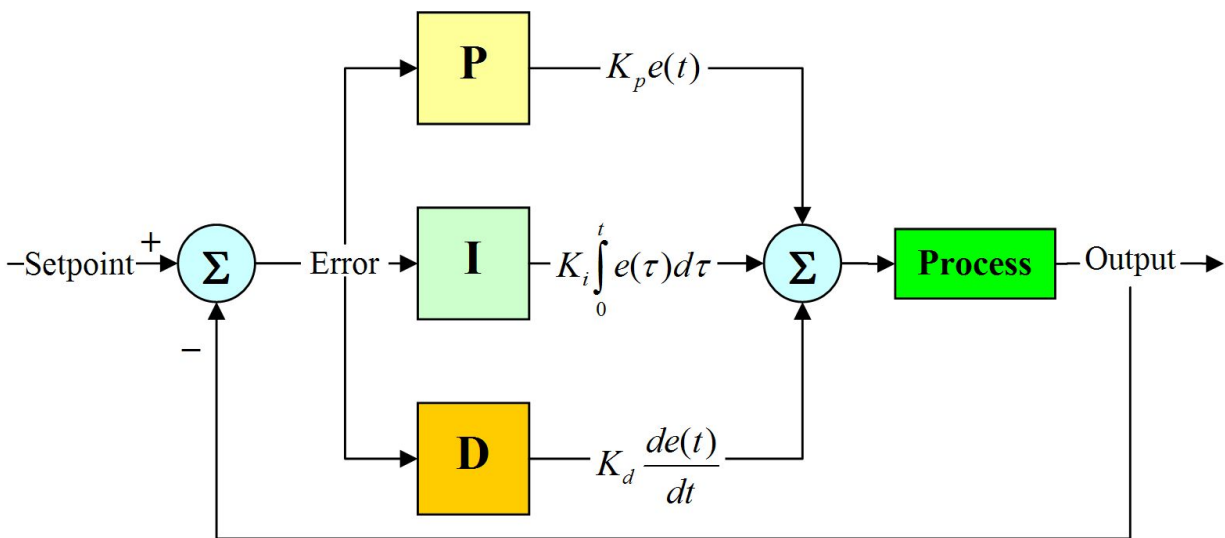 P
K_p e(t)
–Setpoint
+
Σ
Error
I
K_i ∫_0^t e(τ)dτ
Σ
Process
Output
–
D
K_d de(t)/dt